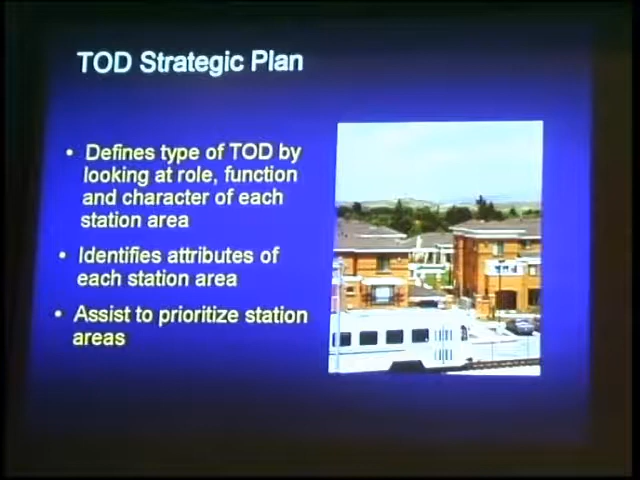 TOD Strategic Plan
• Defines type of TOD by
looking at role, function
and character of each
station area
• Identifies attributes of
each station area
• Assist to prioritize station
areas